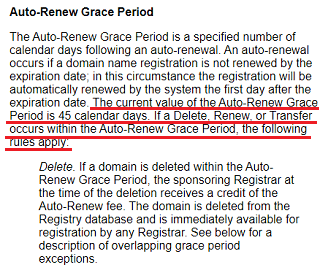 Auto-Renew Grace Period
The Auto-Renew Grace Period is a specified number of
calendar days following an auto-renewal. An auto-renewal
occurs if a domain name registration is not renewed by the
expiration date; in this circumstance the registration will be
automatically renewed by the system the first day after the
expiration date. The current value of the Auto-Renew Grace
Period is 45 calendar days. If a Delete, Renew, or Transfer
occurs within the Auto-Renew Grace Period, the following
rules apply:
Delete. If a domain is deleted within the Auto-
Renew Grace Period, the sponsoring Registrar at
the time of the deletion receives a credit of the
Auto-Renew fee. The domain is deleted from the
Registry database and is immediately available for
registration by any Registrar. See below for a
description of overlapping grace period
exceptions.